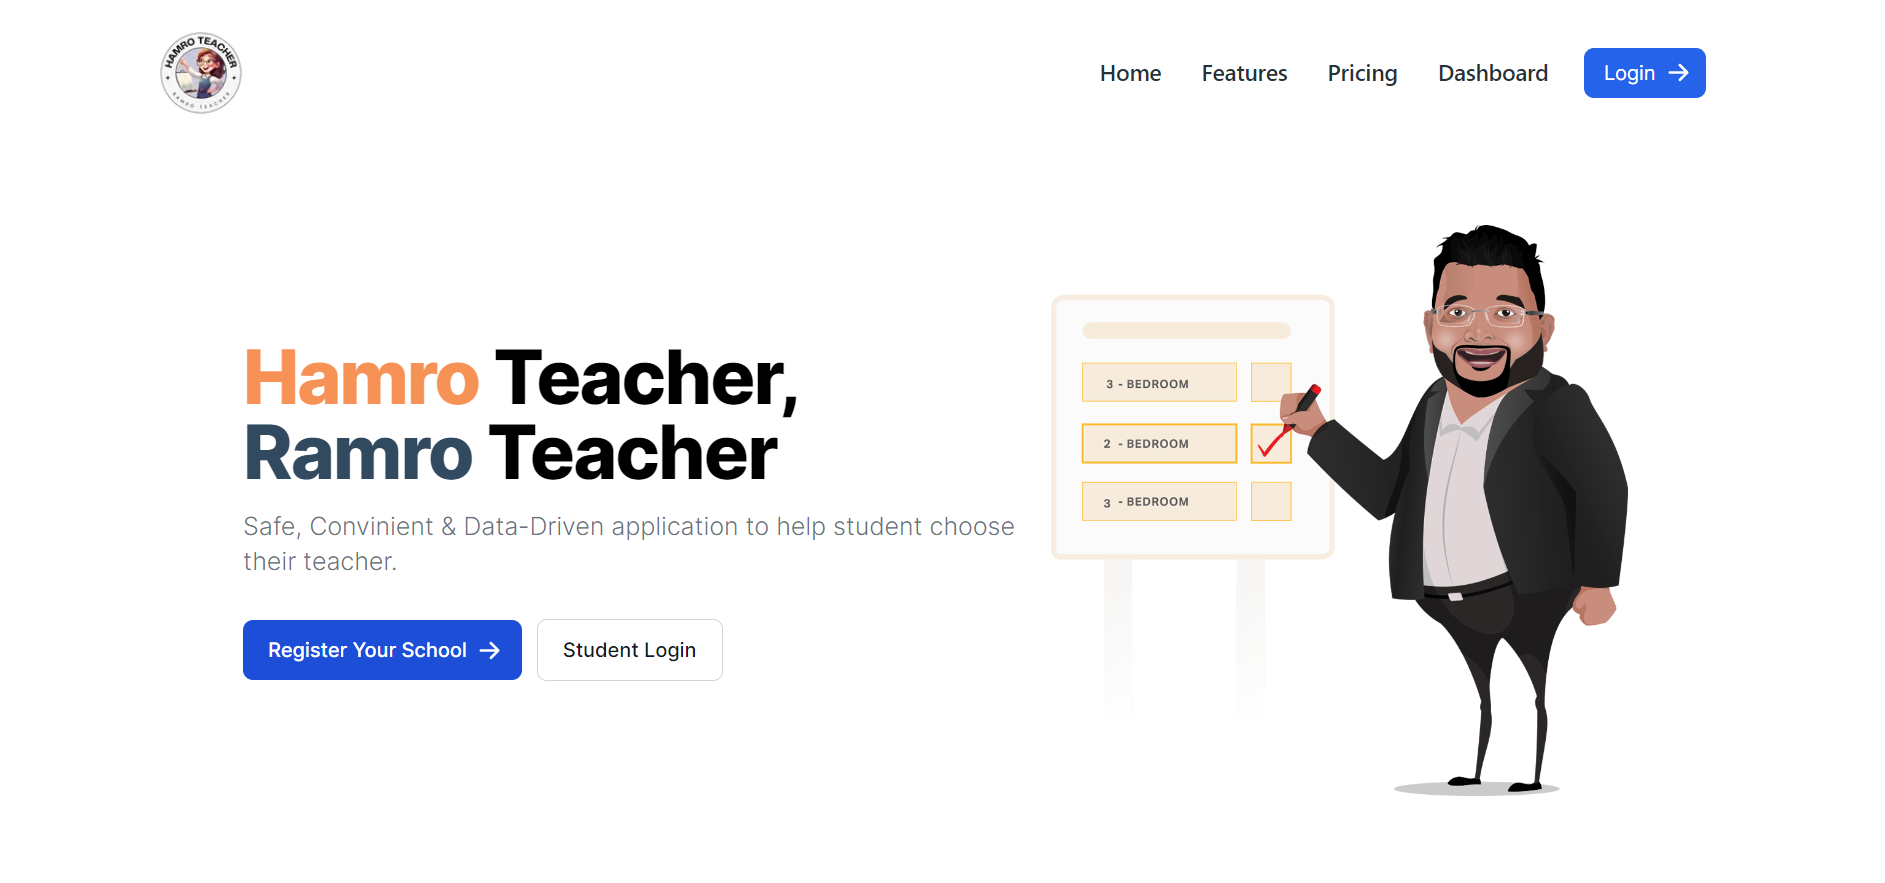 HAMRO TEACHER
RAMRO TEACHER
Home Features Pricing Dashboard Login
Hamro Teacher,
Ramro Teacher
Safe, Convinient & Data-Driven application to help student choose
their teacher.
Register Your School Student Login
3 - BEDROOM
2 - BEDROOM
3 - BEDROOM